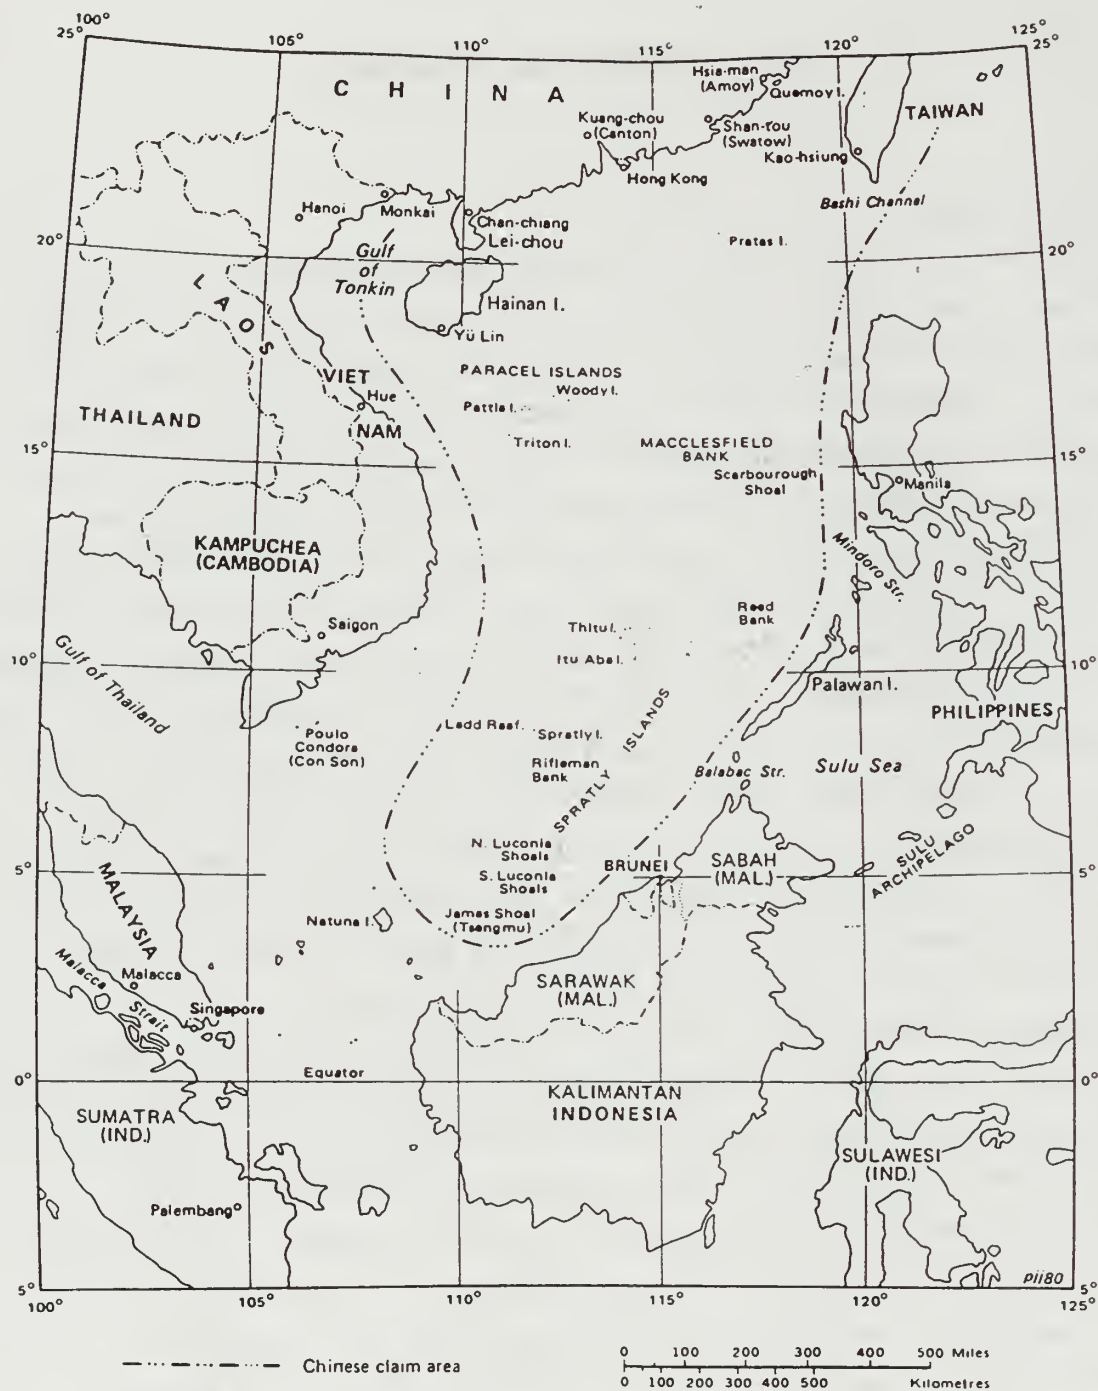 100°
105°
110°
115°
120°
125°
25°
25°
C H I N A
Hsia-man
(Amoy)
Quemoy I.
TAIWAN
Kuang-chou
(Canton)
Shan-t'ou
(Swatow)
Kao-hsiung
Hong Kong
Hanoi
Monkai
Chan-chiang
Lei-chou
Bashi Channel
Pratas I.
20°
20°
Gulf
of
Tonkin
Hainan I.
Yü Lin
LAOS
VIET
NAM
Hue
PARACEL ISLANDS
Woody I.
Pattle I.
Triton I.
MACCLESFIELD
BANK
Scarbourough
Shoal
THAILAND
15°
15°
Manila
KAMPUCHEA
(CAMBODIA)
Mindoro Str.
Saigon
Reed
Bank
Thitu I.
Itu Aba I.
10°
10°
Gulf of Thailand
Palawan I.
PHILIPPINES
Poulo
Condora
(Con Son)
Ladd Reef
Spratly I.
Rifleman
Bank
SPRATLY ISLANDS
Balabac Str.
Sulu Sea
N. Luconia
Shoals
S. Luconia
Shoals
BRUNEI
SABAH
(MAL.)
SULU
ARCHIPELAGO
5°
5°
MALAYSIA
Natuna I.
James Shoal
(Tsengmu)
Malacca
Malacca Strait
Singapore
SARAWAK
(MAL.)
Equator
0°
0°
KALIMANTAN
INDONESIA
SUMATRA
(IND.)
SULAWESI
(IND.)
Palembang
pii80
5°
5°
100°
105°
110°
115°
120°
125°
Chinese claim area
0 100 200 300 400 500 Miles
0 100 200 300 400 500 Kilometres